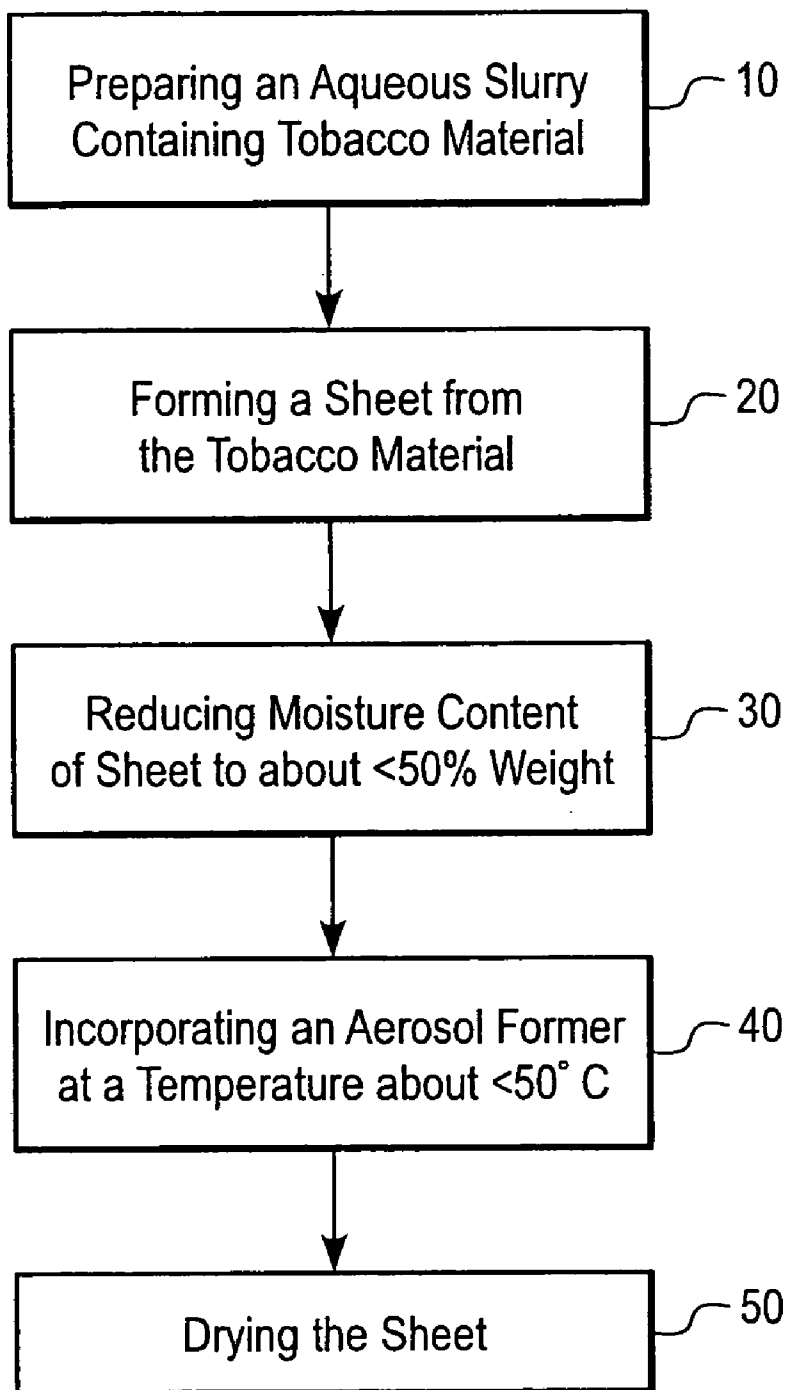 Preparing an Aqueous Slurry
Containing Tobacco Material
10
Forming a Sheet from
the Tobacco Material
20
Reducing Moisture Content
of Sheet to about <50% Weight
30
Incorporating an Aerosol Former
at a Temperature about <50° C
40
Drying the Sheet
50